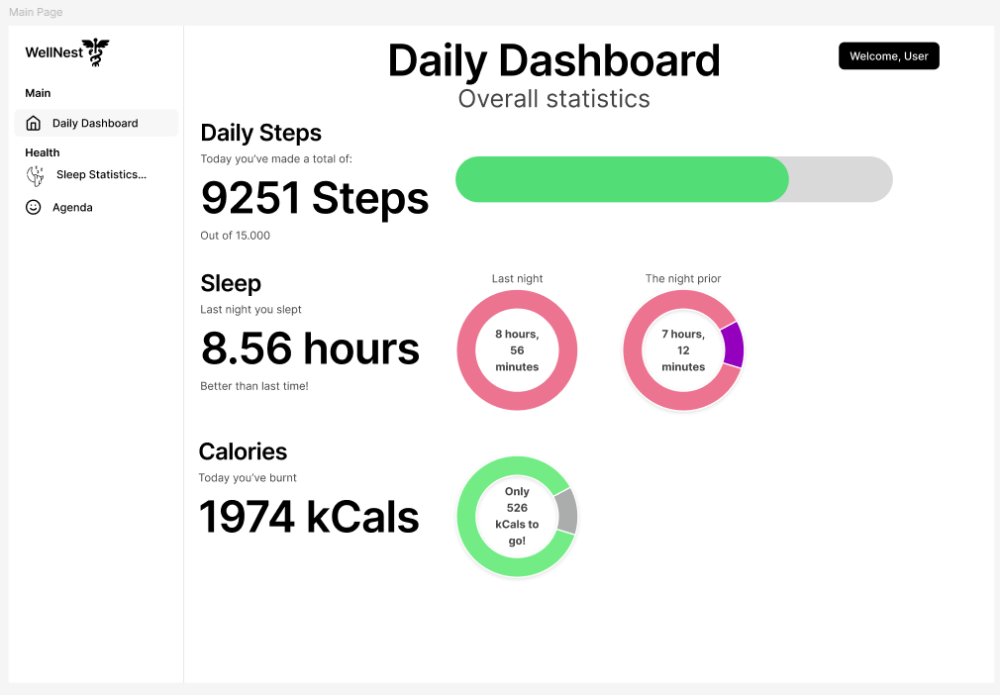 Main Page
WellNest
Main
Daily Dashboard
Health
Sleep Statistics...
Agenda
Daily Dashboard
Overall statistics
Welcome, User
Daily Steps
Today you've made a total of:
9251 Steps
Out of 15.000
Sleep
Last night you slept
8.56 hours
Better than last time!
Last night
8 hours,
56
minutes
The night prior
7 hours,
12
minutes
Calories
Today you've burnt
1974 kCals
Only
526
kCals to
go!